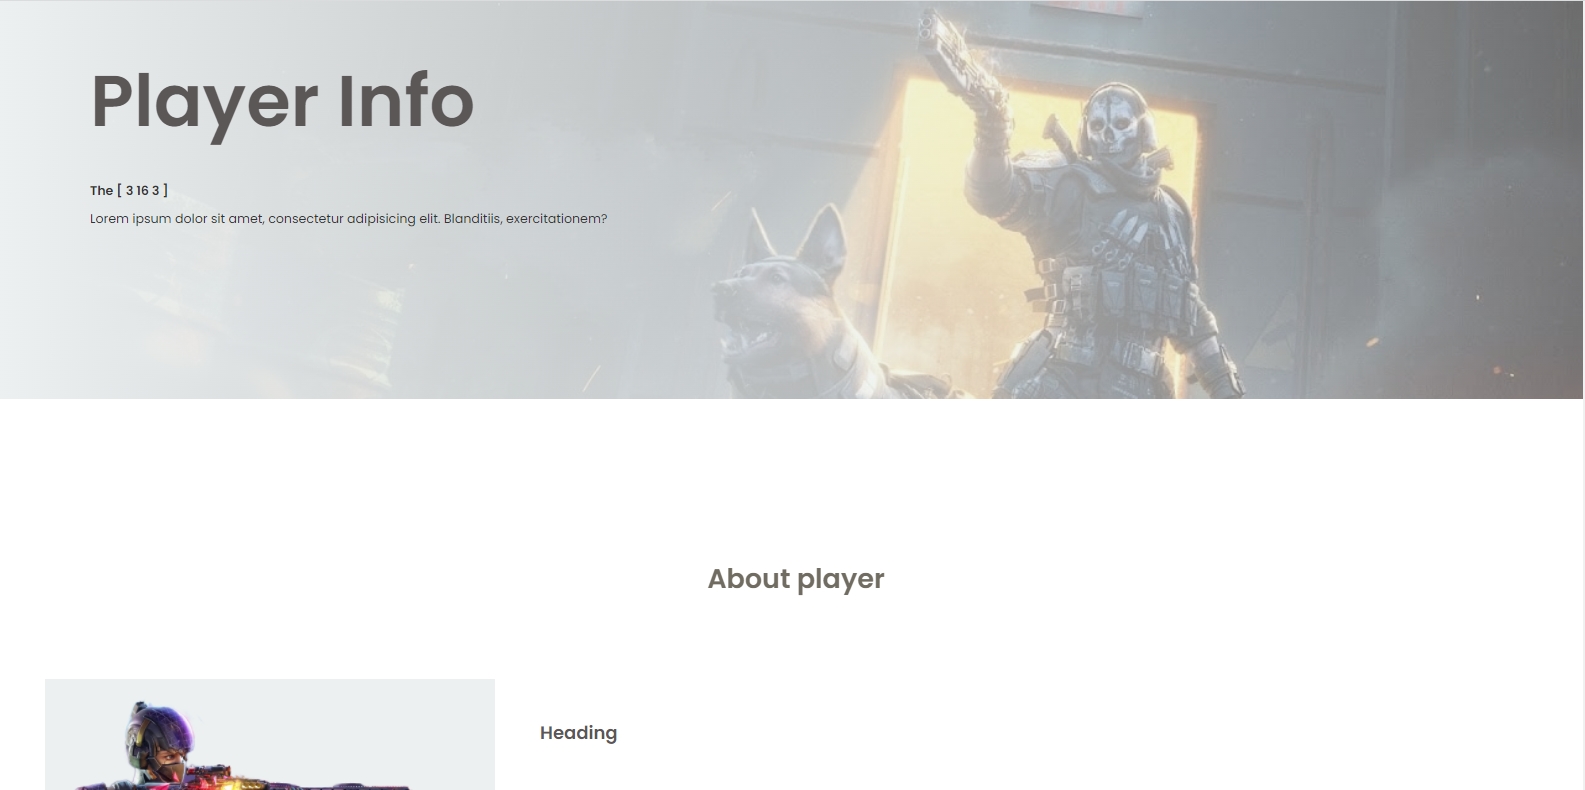 Player Info
The [ 3 16 3 ]
Lorem ipsum dolor sit amet, consectetur adipisicing elit. Blanditiis, exercitationem?
About player
Heading